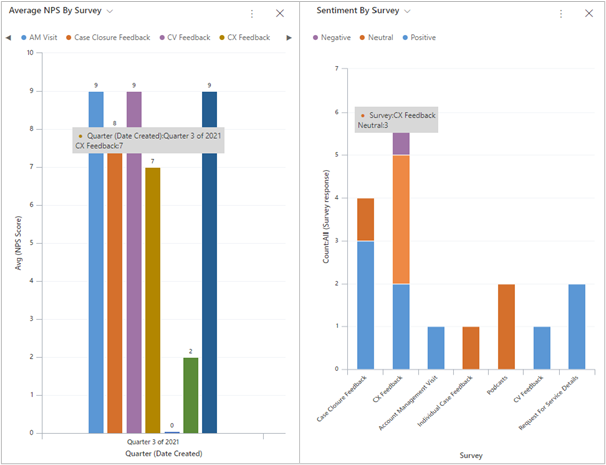 Average NPS By Survey
AM Visit Case Closure Feedback CV Feedback CX Feedback
10
9
8
7
6
5
4
3
2
1
0
Avg (NPS Score)
9
8
9
7
0
2
9
Quarter (Date Created):Quarter 3 of 2021
CX Feedback:7
Quarter 3 of 2021
Quarter (Date Created)
Sentiment By Survey
Negative Neutral Positive
7
6
5
4
3
2
1
0
Count:All (Survey response)
Survey:CX Feedback
Neutral:3
Case Closure Feedback
CX Feedback
Account Management Visit
Individual Case Feedback
Podcasts
CV Feedback
Request For Service Details
Survey